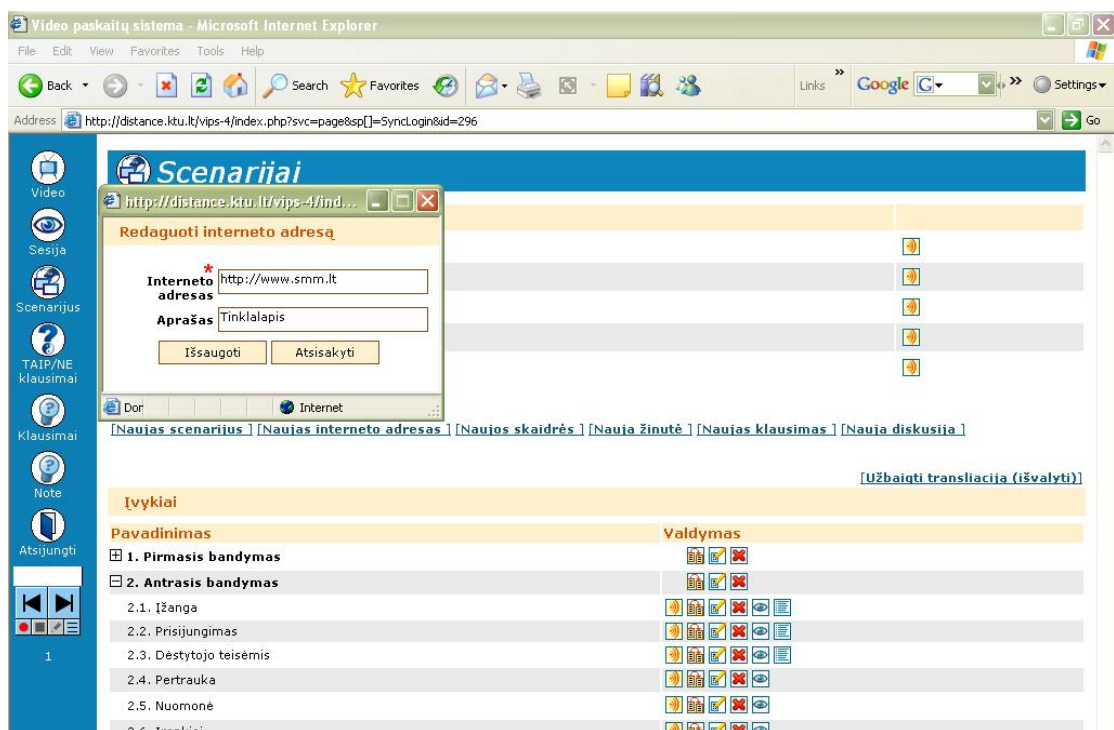 Video paskaitų sistema - Microsoft Internet Explorer
File Edit View Favorites Tools Help
Back Search Favorites Links » Google G Settings
Address http://distance.ktu.lt/vips-4/index.php?svc=page&sp[]=SyncLogin&id=296 Go
Video
Sesija
Scenarijus
TAIP/NE
klausimai
Klausimai
Note
Atsijungti
1
Scenarijai
http://distance.ktu.lt/vips-4/ind...
Redaguoti interneto adresą
*
Interneto
adresas http://www.smm.lt
Aprašas Tinklalapis
Išsaugoti Atsisakyti
Internet
[Naujas scenarijus ] [Naujas interneto adresas ] [Naujos skaidrės ] [Nauja žinutė ] [Naujas klausimas ] [Nauja diskusija ]
[Užbaigti transliaciją (išvalyti)]
Įvykiai
Pavadinimas Valdymas
1. Pirmasis bandymas
2. Antrasis bandymas
2.1. Įžanga
2.2. Prisijungimas
2.3. Dėstytojo teisėmis
2.4. Pertrauka
2.5. Nuomonė